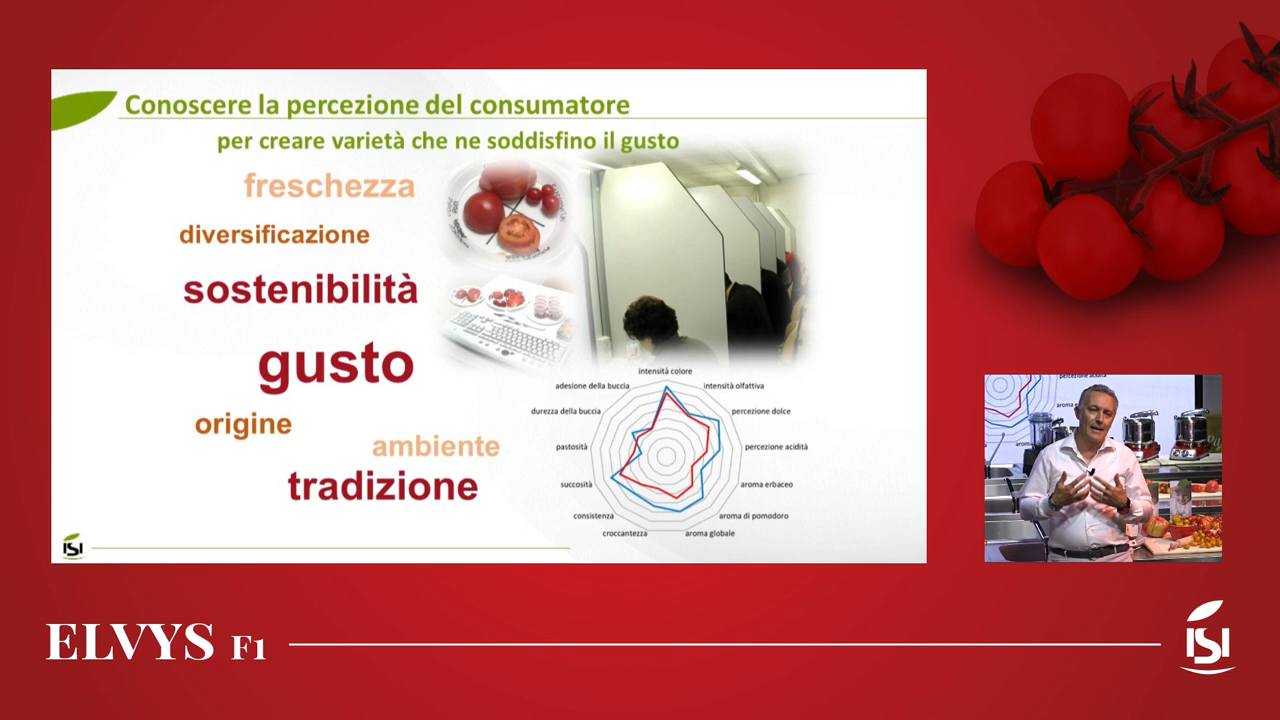 Conoscere la percezione del consumatore
per creare varietà che ne soddisfino il gusto
freschezza
diversificazione
sostenibilità
gusto
origine
ambiente
tradizione
intensità colore
adesione della buccia
intensità olfattiva
durezza della buccia
percezione dolce
pastosità
percezione acidità
succosità
aroma erbaceo
consistenza
aroma di pomodoro
croccantezza
aroma globale
ISI
percezione acidità
ELVYS F1
ISI